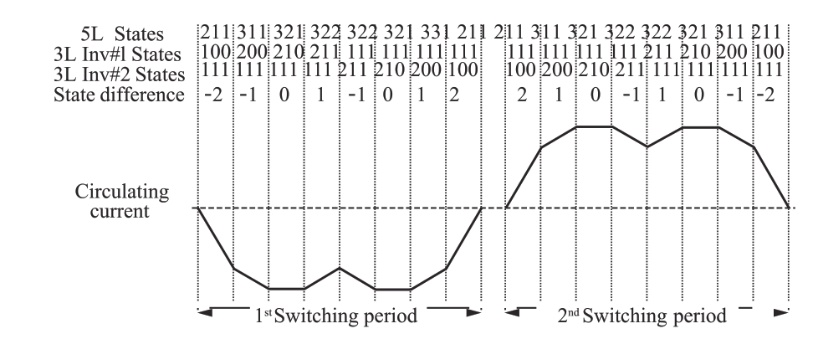 5L States 211 311 321 322 322 321 331 211 211 311 321 322 322 321 311 211
3L Inv#1 States 100 200 210 211 111 111 111 111 111 111 111 111 211 210 200 100
3L Inv#2 States 111 111 111 111 211 210 200 100 100 200 210 211 111 111 111 111
State difference -2 -1 0 1 -1 0 1 2 2 1 0 -1 1 0 -1 -2
Circulating
current
1st Switching period 2nd Switching period